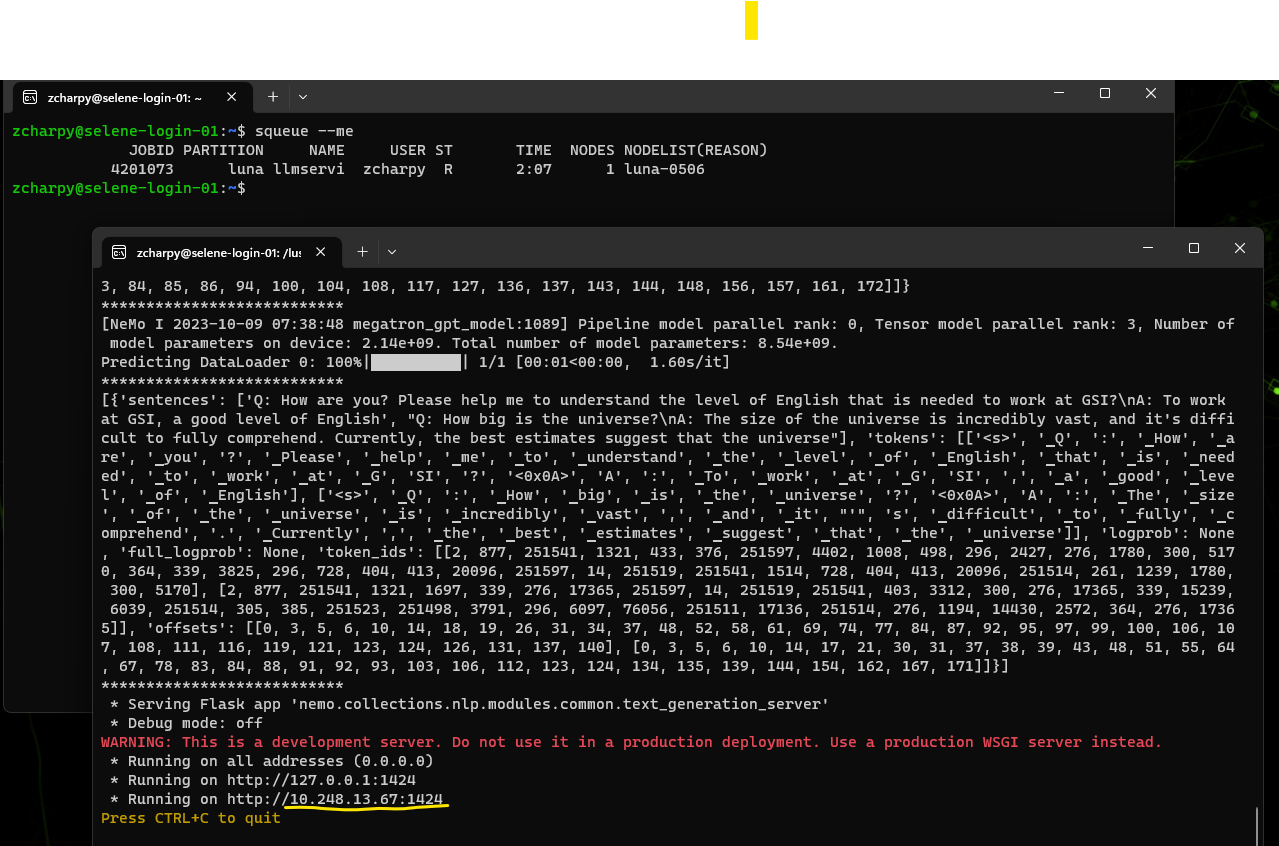 zcharpy@selene-login-01: ~
zcharpy@selene-login-01:~$ squeue --me
JOBID PARTITION NAME USER ST TIME NODES NODELIST(REASON)
4201073 luna llmservi zcharpy R 2:07 1 luna-0506
zcharpy@selene-login-01:~$
zcharpy@selene-login-01: /lus
3, 84, 85, 86, 94, 100, 104, 108, 117, 127, 136, 137, 143, 144, 148, 156, 157, 161, 172]]}
***************************
[NeMo I 2023-10-09 07:38:48 megatron_gpt_model:1089] Pipeline model parallel rank: 0, Tensor model parallel rank: 3, Number of
model parameters on device: 2.14e+09. Total number of model parameters: 8.54e+09.
Predicting DataLoader 0: 100%|██████████| 1/1 [00:01<00:00, 1.60s/it]
***************************
[{'sentences': ['Q: How are you? Please help me to understand the level of English that is needed to work at GSI?\nA: To work
at GSI, a good level of English', "Q: How big is the universe?\nA: The size of the universe is incredibly vast, and it's diffi
cult to fully comprehend. Currently, the best estimates suggest that the universe"], 'tokens': [['<s>', '_Q', ':', '_How', '_a
re', '_you', '?', '_Please', '_help', '_me', '_to', '_understand', '_the', '_level', '_of', '_English', '_that', '_is', '_need
ed', '_to', '_work', '_at', '_G', 'SI', '?', '<0x0A>', 'A', ':', '_To', '_work', '_at', '_G', 'SI', ',', '_a', '_good', '_leve
l', '_of', '_English'], ['<s>', '_Q', ':', '_How', '_big', '_is', '_the', '_universe', '?', '<0x0A>', 'A', ':', '_The', '_size
', '_of', '_the', '_universe', '_is', '_incredibly', '_vast', ',', '_and', '_it', "'", 's', '_difficult', '_to', '_fully', '_c
omprehend', '.', '_Currently', ',', '_the', '_best', '_estimates', '_suggest', '_that', '_the', '_universe']], 'logprob': None
, 'full_logprob': None, 'token_ids': [[2, 877, 251541, 1321, 433, 376, 251597, 4402, 1008, 498, 296, 2427, 276, 1780, 300, 517
0, 364, 339, 3825, 296, 728, 404, 413, 20096, 251597, 14, 251519, 251541, 1514, 728, 404, 413, 20096, 251514, 261, 1239, 1780,
300, 5170], [2, 877, 251541, 1321, 1697, 339, 276, 17365, 251597, 14, 251519, 251541, 403, 3312, 300, 276, 17365, 339, 15239,
6039, 251514, 305, 385, 251523, 251498, 3791, 296, 6097, 76056, 251511, 17136, 251514, 276, 1194, 14430, 2572, 364, 276, 1736
5]], 'offsets': [[0, 3, 5, 6, 10, 14, 18, 19, 26, 31, 34, 37, 48, 52, 58, 61, 69, 74, 77, 84, 87, 92, 95, 97, 99, 100, 106, 10
7, 108, 111, 116, 119, 121, 123, 124, 126, 131, 137, 140], [0, 3, 5, 6, 10, 14, 17, 21, 30, 31, 37, 38, 39, 43, 48, 51, 55, 64
, 67, 78, 83, 84, 88, 91, 92, 93, 103, 106, 112, 123, 124, 134, 135, 139, 144, 154, 162, 167, 171]]}]
***************************
* Serving Flask app 'nemo.collections.nlp.modules.common.text_generation_server'
* Debug mode: off
WARNING: This is a development server. Do not use it in a production deployment. Use a production WSGI server instead.
* Running on all addresses (0.0.0.0)
* Running on http://127.0.0.1:1424
* Running on http://10.248.13.67:1424
Press CTRL+C to quit